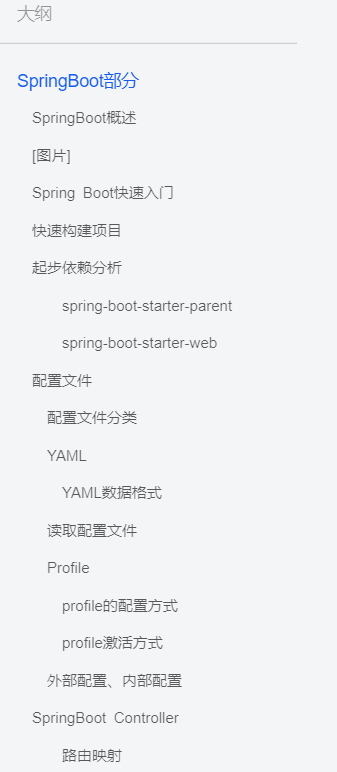 大纲
SpringBoot部分
SpringBoot概述
[图片]
Spring Boot快速入门
快速构建项目
起步依赖分析
spring-boot-starter-parent
spring-boot-starter-web
配置文件
配置文件分类
YAML
YAML数据格式
读取配置文件
Profile
profile的配置方式
profile激活方式
外部配置、内部配置
SpringBoot Controller
路由映射